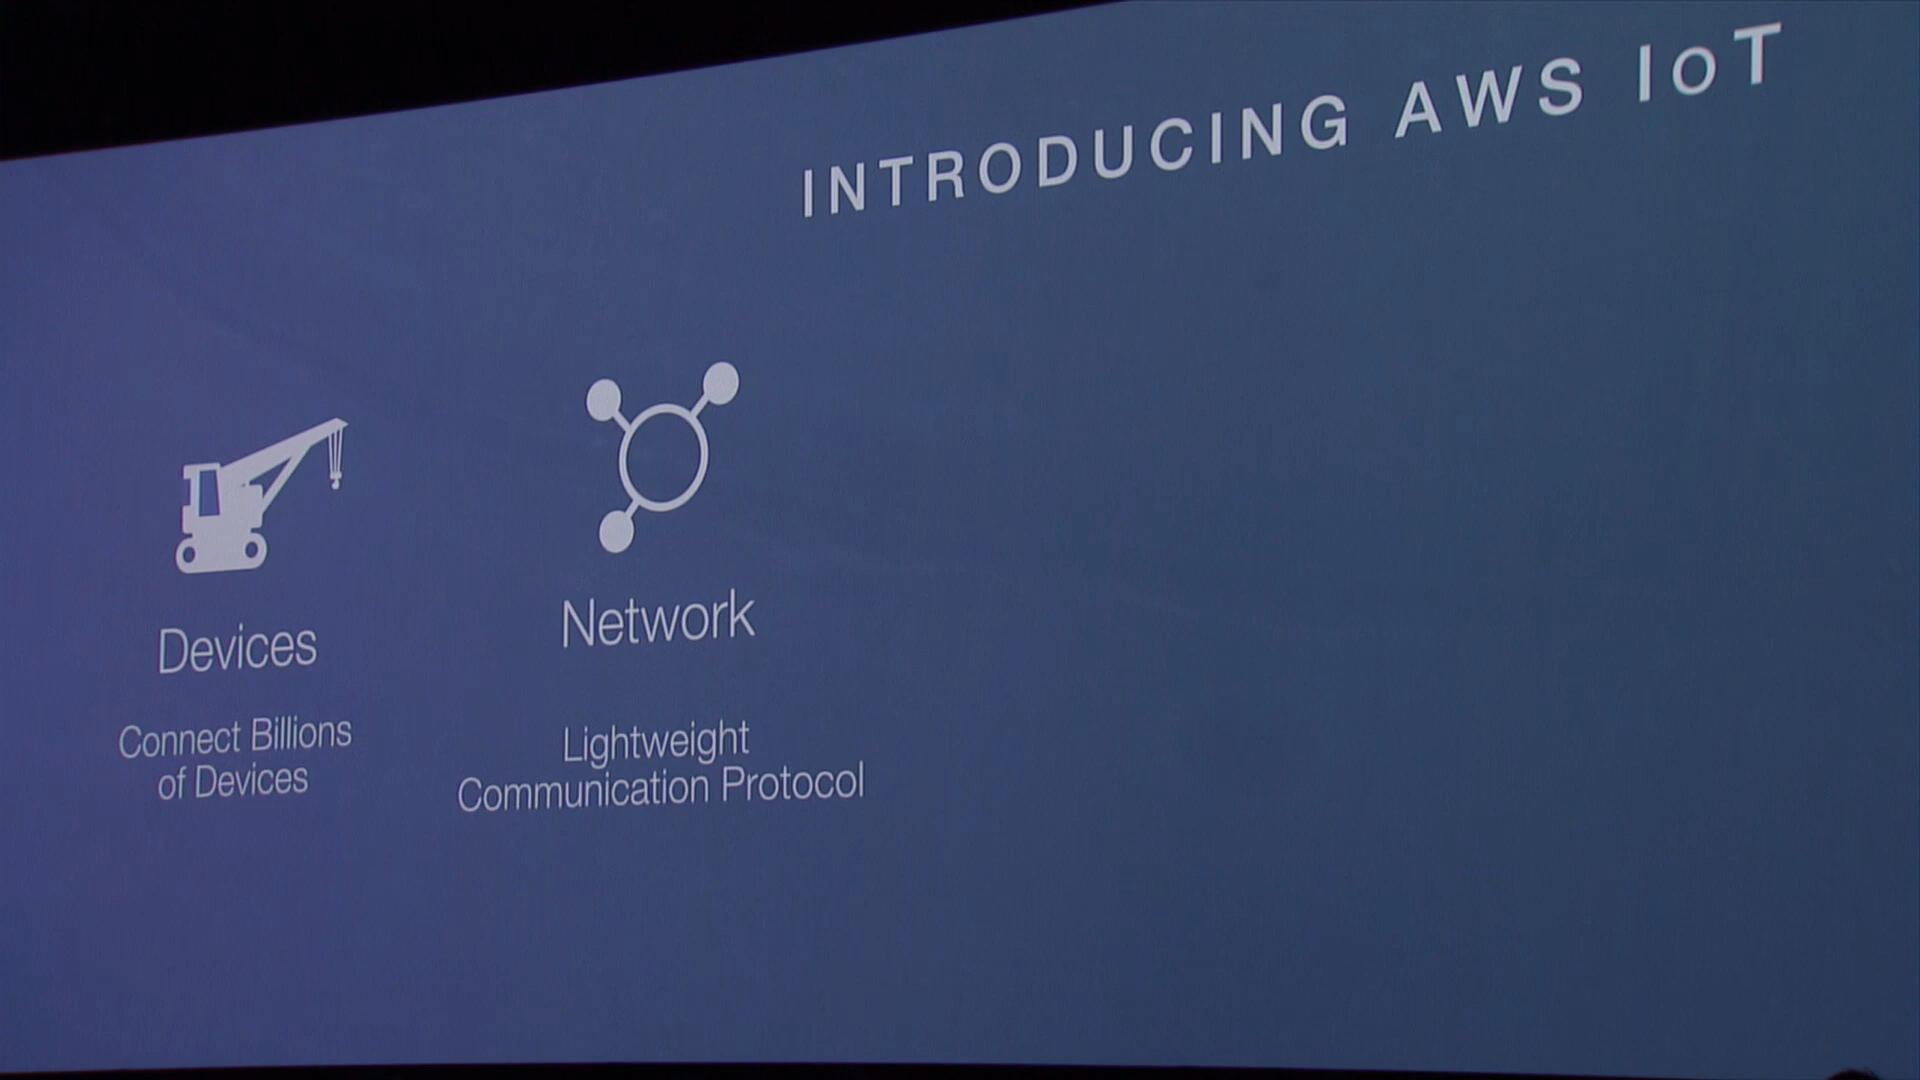 INTRODUCING AWS IoT
Devices
Connect Billions
of Devices
Network
Lightweight
Communication Protocol